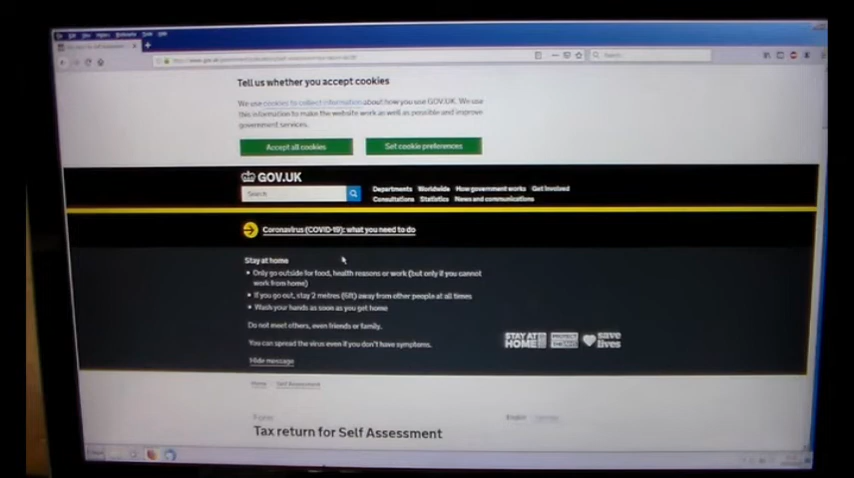 Tell us whether you accept cookies
We use cookies to collect information about how you use GOV.UK. We use
this information to make the website work as well as possible and improve
government services.
Accept all cookies Set cookie preferences
GOV.UK
Search
Departments Worldwide How government works Get Involved
Consultations Statistics News and communications
Coronavirus (COVID-19): what you need to do
Stay at home
Only go outside for food, health reasons or work (but only if you cannot
work from home)
If you go out, stay 2 metres (6ft) away from other people at all times
Wash your hands as soon as you get home
Do not meet others, even friends or family.
You can spread the virus even if you don't have symptoms.
STAY AT
HOME
PROTECT
save
lives
Hide message
Home Self Assessment
Form
English
Tax return for Self Assessment